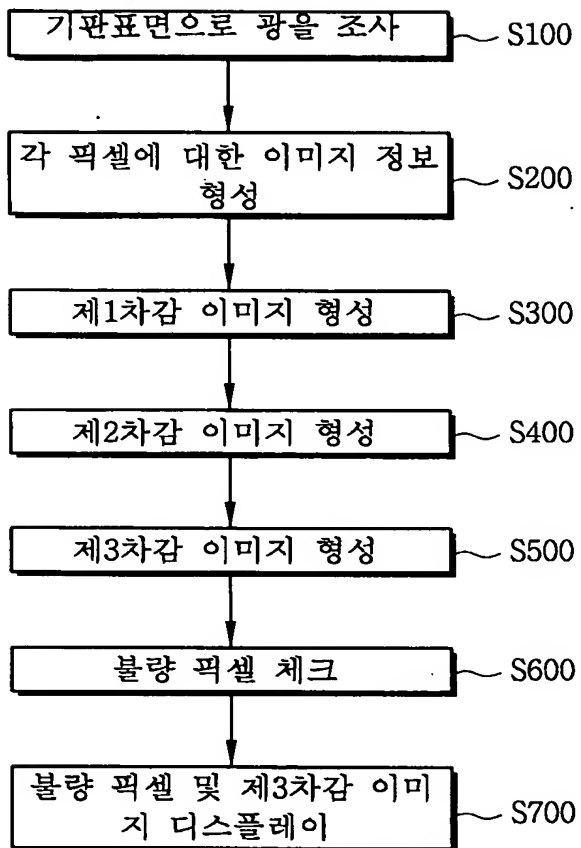 기판표면으로 광을 조사
S100
각 픽셀에 대한 이미지 정보
형성
S200
제1차감 이미지 형성
S300
제2차감 이미지 형성
S400
제3차감 이미지 형성
S500
불량 픽셀 체크
S600
불량 픽셀 및 제3차감 이미
지 디스플레이
S700